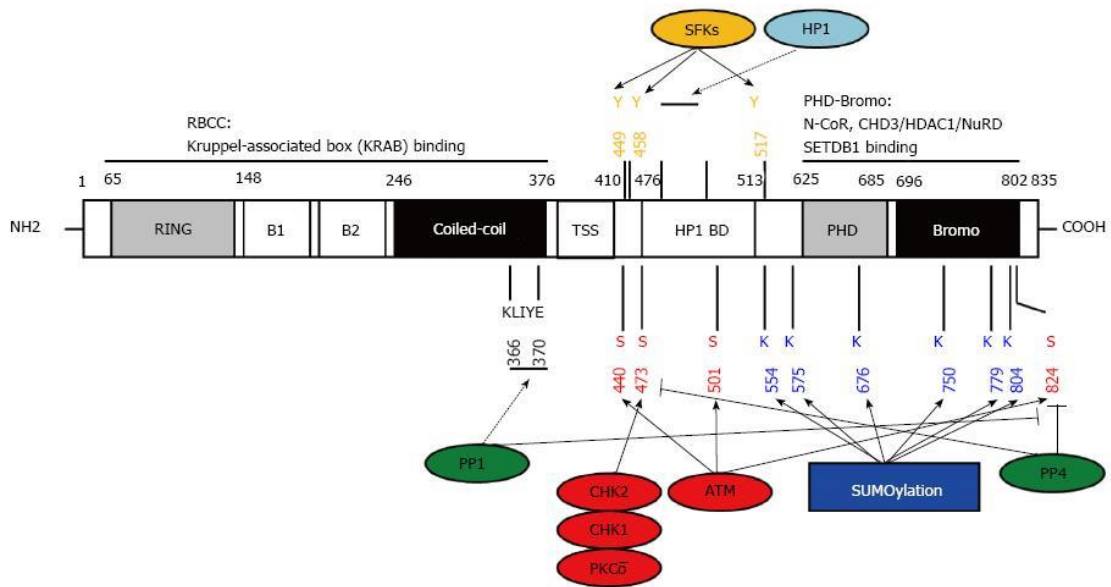 SFKs
HP1
Y Y Y
449 458 517
RBCC:
Kruppel-associated box (KRAB) binding
PHD-Bromo:
N-CoR, CHD3/HDAC1/NuRD
SETDB1 binding
1 65 148 246 376 410 476 513 625 685 696 802 835
NH2 RING B1 B2 Coiled-coil TSS HP1 BD PHD Bromo COOH
KLIYE
366 370
S S S K K K K K K S
440 473 501 554 575 676 750 779 804 824
PP1
CHK2
CHK1
PKCδ
ATM
SUMOylation
PP4